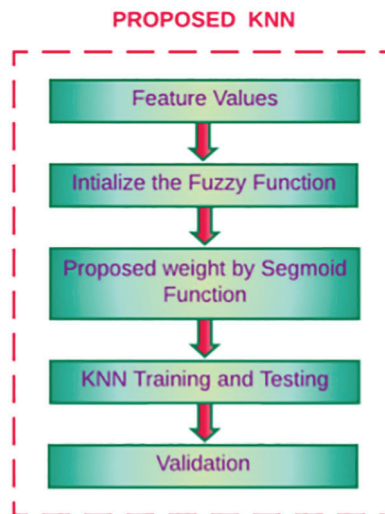 PROPOSED KNN
Feature Values
Intialize the Fuzzy Function
Proposed weight by Segmoid
Function
KNN Training and Testing
Validation